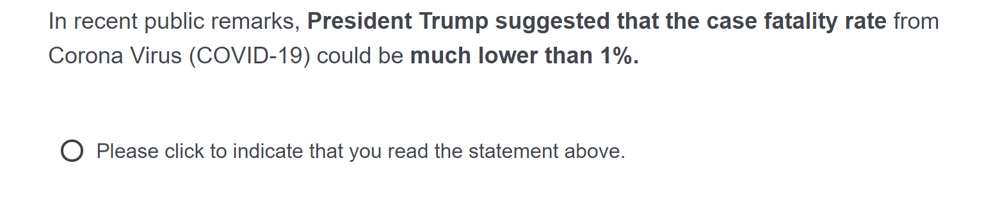 In recent public remarks, President Trump suggested that the case fatality rate from
Corona Virus (COVID-19) could be much lower than 1%.
Please click to indicate that you read the statement above.